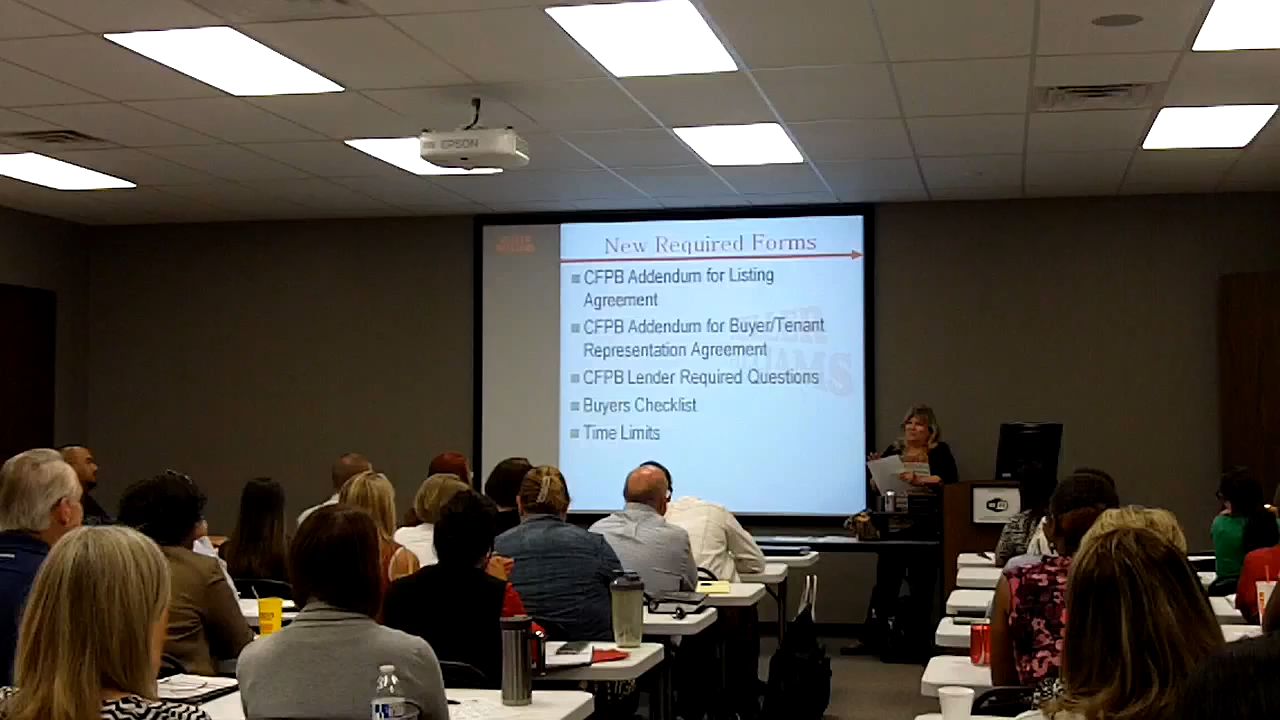 EPSON
New Required Forms
CFPB Addendum for Listing
Agreement
CFPB Addendum for Buyer/Tenant
Representation Agreement
CFPB Lender Required Questions
Buyers Checklist
Time Limits